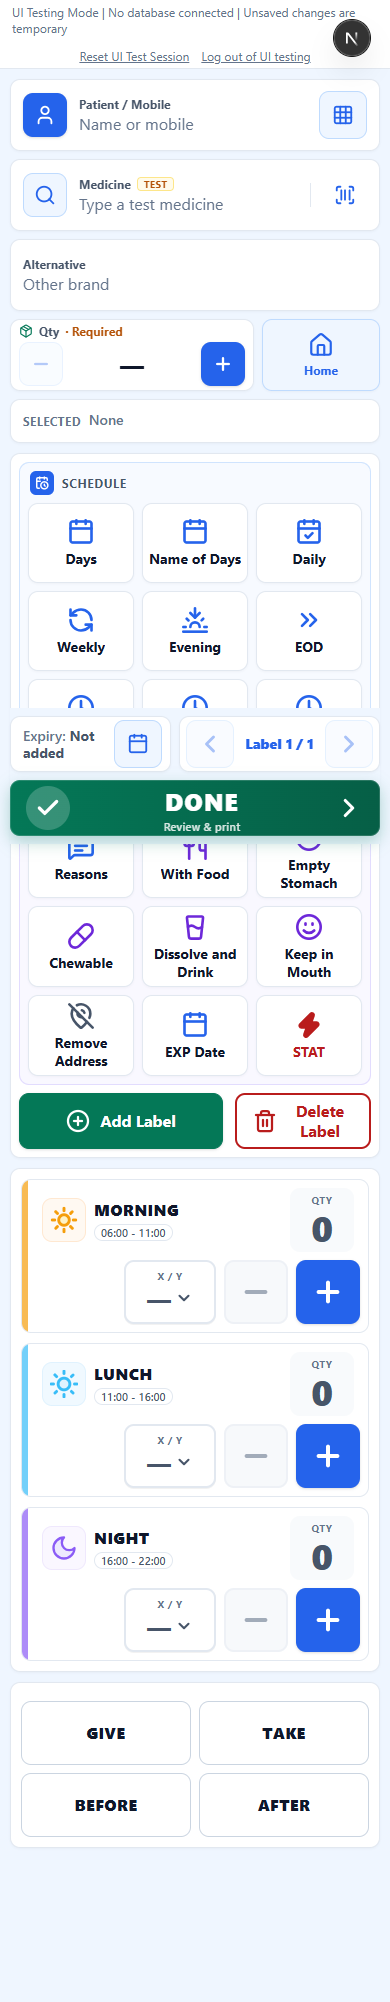 UI Testing Mode | No database connected | Unsaved changes are
temporary
Reset UI Test Session Log out of UI testing
N
Patient / Mobile
Name or mobile
Medicine TEST
Type a test medicine
Alternative
Other brand
Qty · Required
Home
SELECTED None
SCHEDULE
Days Name of Days Daily
Weekly Evening EOD
Expiry: Not
added
Label 1 / 1
DONE
Review & print
Reasons With Food Empty
Stomach
Chewable Dissolve and
Drink Keep in
Mouth
Remove
Address EXP Date STAT
Add Label Delete
Label
MORNING
06:00 - 11:00
QTY
0
X / Y
LUNCH
11:00 - 16:00
QTY
0
X / Y
NIGHT
16:00 - 22:00
QTY
0
X / Y
GIVE TAKE
BEFORE AFTER